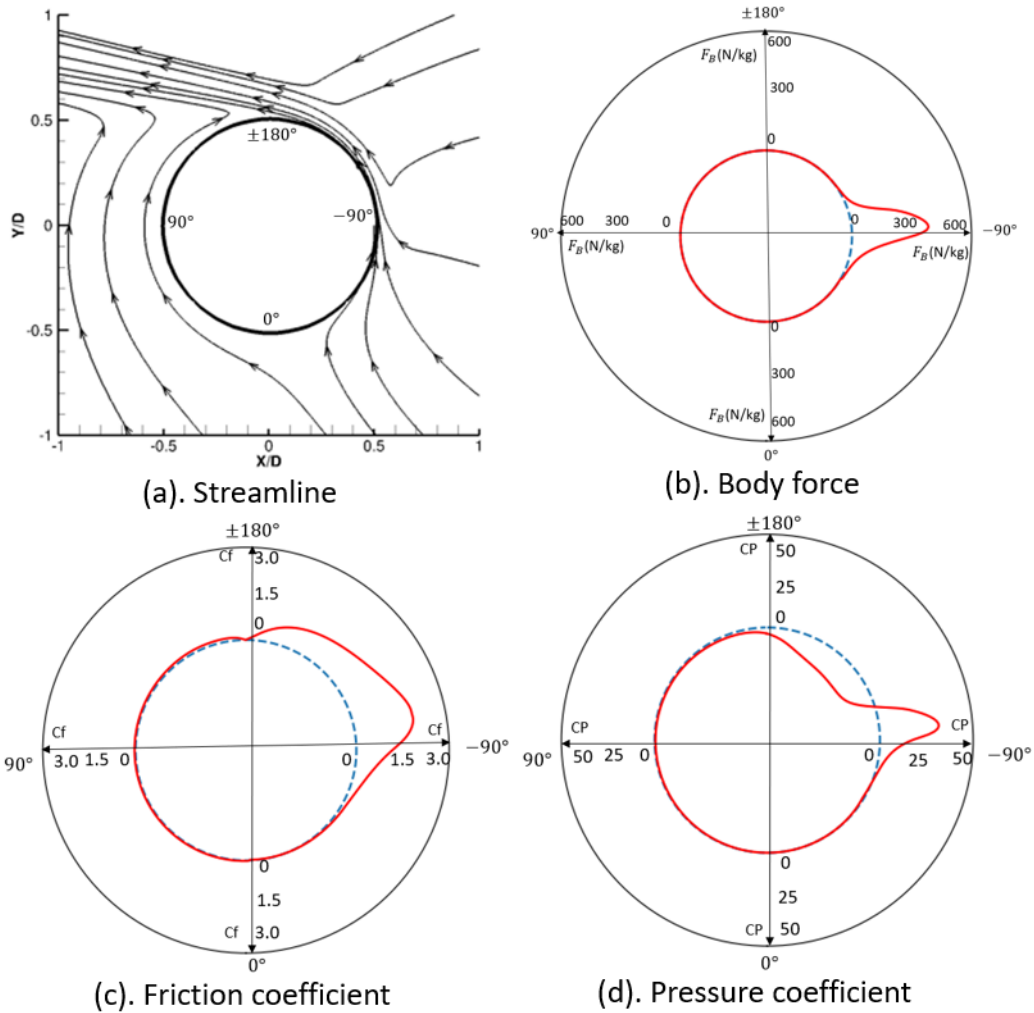 1
0.5
0
-0.5
-1
Y/D
-1
-0.5
0
0.5
1
X/D
±180°
90°
−90°
0°
(a). Streamline
±180°
600
F_B(N/kg)
300
0
500 300 0
0 300 600
90°
F_B(N/kg)
F_B(N/kg)
−90°
0
300
F_B(N/kg)
600
0°
(b). Body force
±180°
Cf
3.0
1.5
0
Cf
Cf
90°
3.0 1.5 0
0 1.5 3.0
−90°
0
1.5
Cf 3.0
0°
(c). Friction coefficient
±180°
CP
50
25
0
CP
CP
90°
50 25 0
0 25 50
−90°
0
25
CP 50
0°
(d). Pressure coefficient